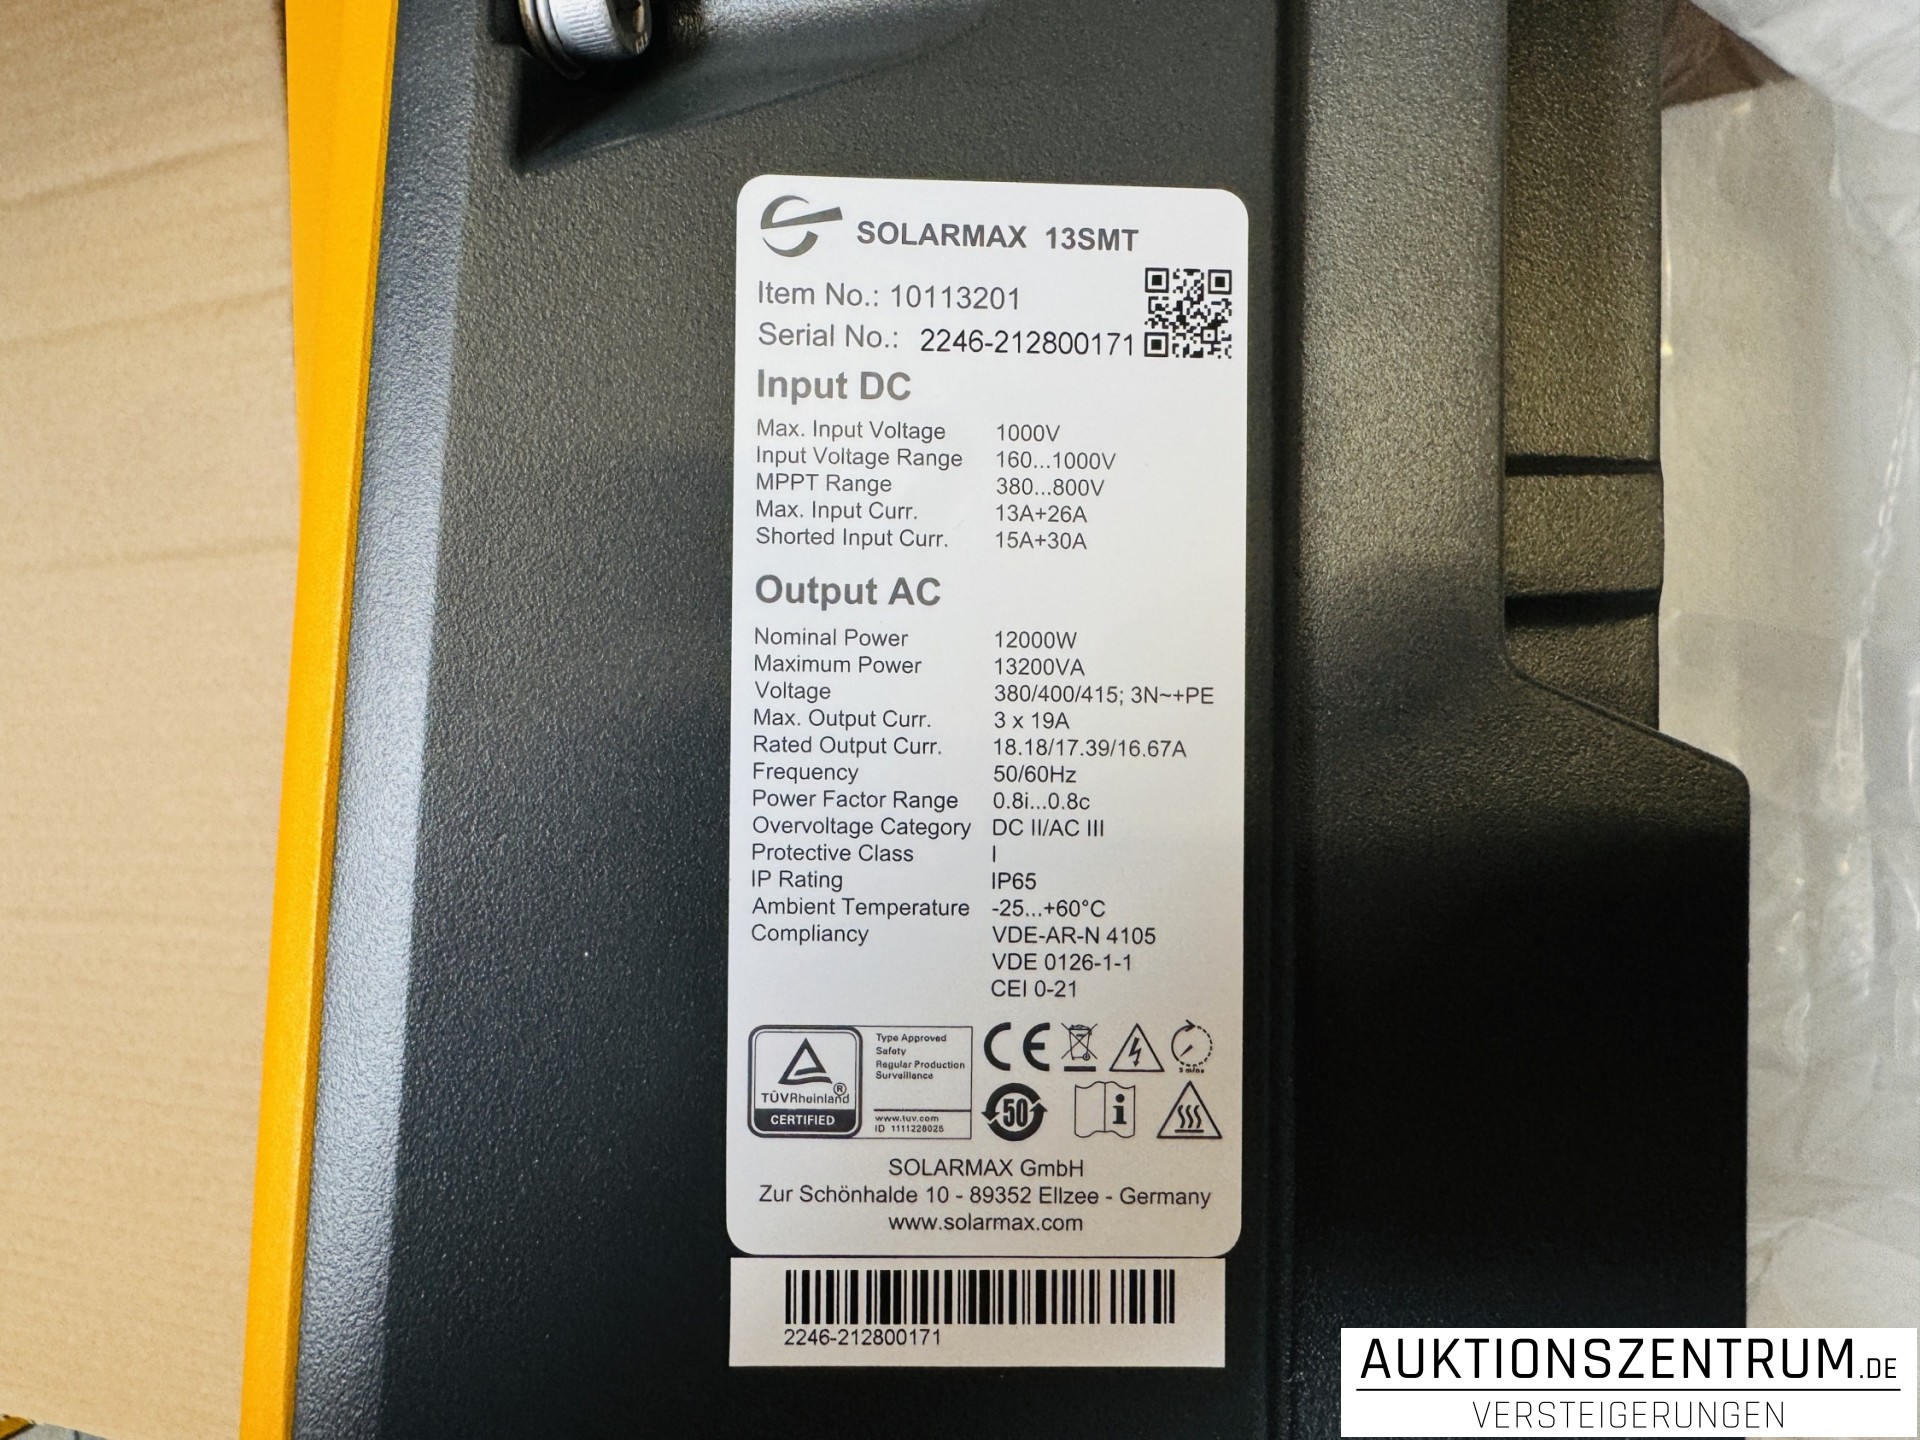 SOLARMAX 13SMT
Item No.: 10113201
Serial No.: 2246-212800171
Input DC
Max. Input Voltage 1000V
Input Voltage Range 160...1000V
MPPT Range 380...800V
Max. Input Curr. 13A+26A
Shorted Input Curr. 15A+30A
Output AC
Nominal Power 12000W
Maximum Power 13200VA
Voltage 380/400/415; 3N~+PE
Max. Output Curr. 3 x 19A
Rated Output Curr. 18.18/17.39/16.67A
Frequency 50/60Hz
Power Factor Range 0.8i...0.8c
Overvoltage Category DC II/AC III
Protective Class I
IP Rating IP65
Ambient Temperature -25...+60°C
Compliancy VDE-AR-N 4105
VDE 0126-1-1
CEI 0-21
TÜVRheinland®
CERTIFIED
Type Approved
Safety
Regular Production
Surveillance
www.tuv.com
ID 1111228025
CE
50
i
SOLARMAX GmbH
Zur Schönhalde 10 - 89352 Ellzee - Germany
www.solarmax.com
2246-212800171
AUKTIONSZENTRUM.DE
VERSTEIGERUNGEN